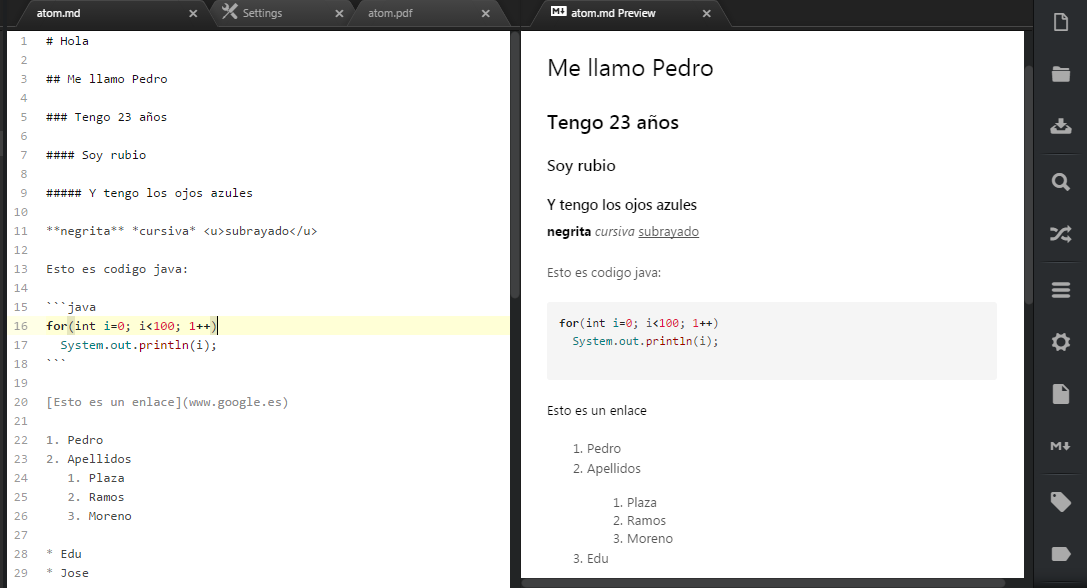 atom.md
Settings
atom.pdf
atom.md Preview
1 # Hola
2
3 ## Me llamo Pedro
4
5 ### Tengo 23 años
6
7 #### Soy rubio
8
9 ##### Y tengo los ojos azules
10
11 **negrita** *cursiva* <u>subrayado</u>
12
13 Esto es codigo java:
14
15 ```java
16 for(int i=0; i<100; 1++)
17 System.out.println(i);
18 ```
19
20 [Esto es un enlace](www.google.es)
21
22 1. Pedro
23 2. Apellidos
24 1. Plaza
25 2. Ramos
26 3. Moreno
27
28 * Edu
29 * Jose
Me llamo Pedro
Tengo 23 años
Soy rubio
Y tengo los ojos azules
negrita cursiva subrayado
Esto es codigo java:
for(int i=0; i<100; 1++)
System.out.println(i);
Esto es un enlace
1. Pedro
2. Apellidos
1. Plaza
2. Ramos
3. Moreno
3. Edu